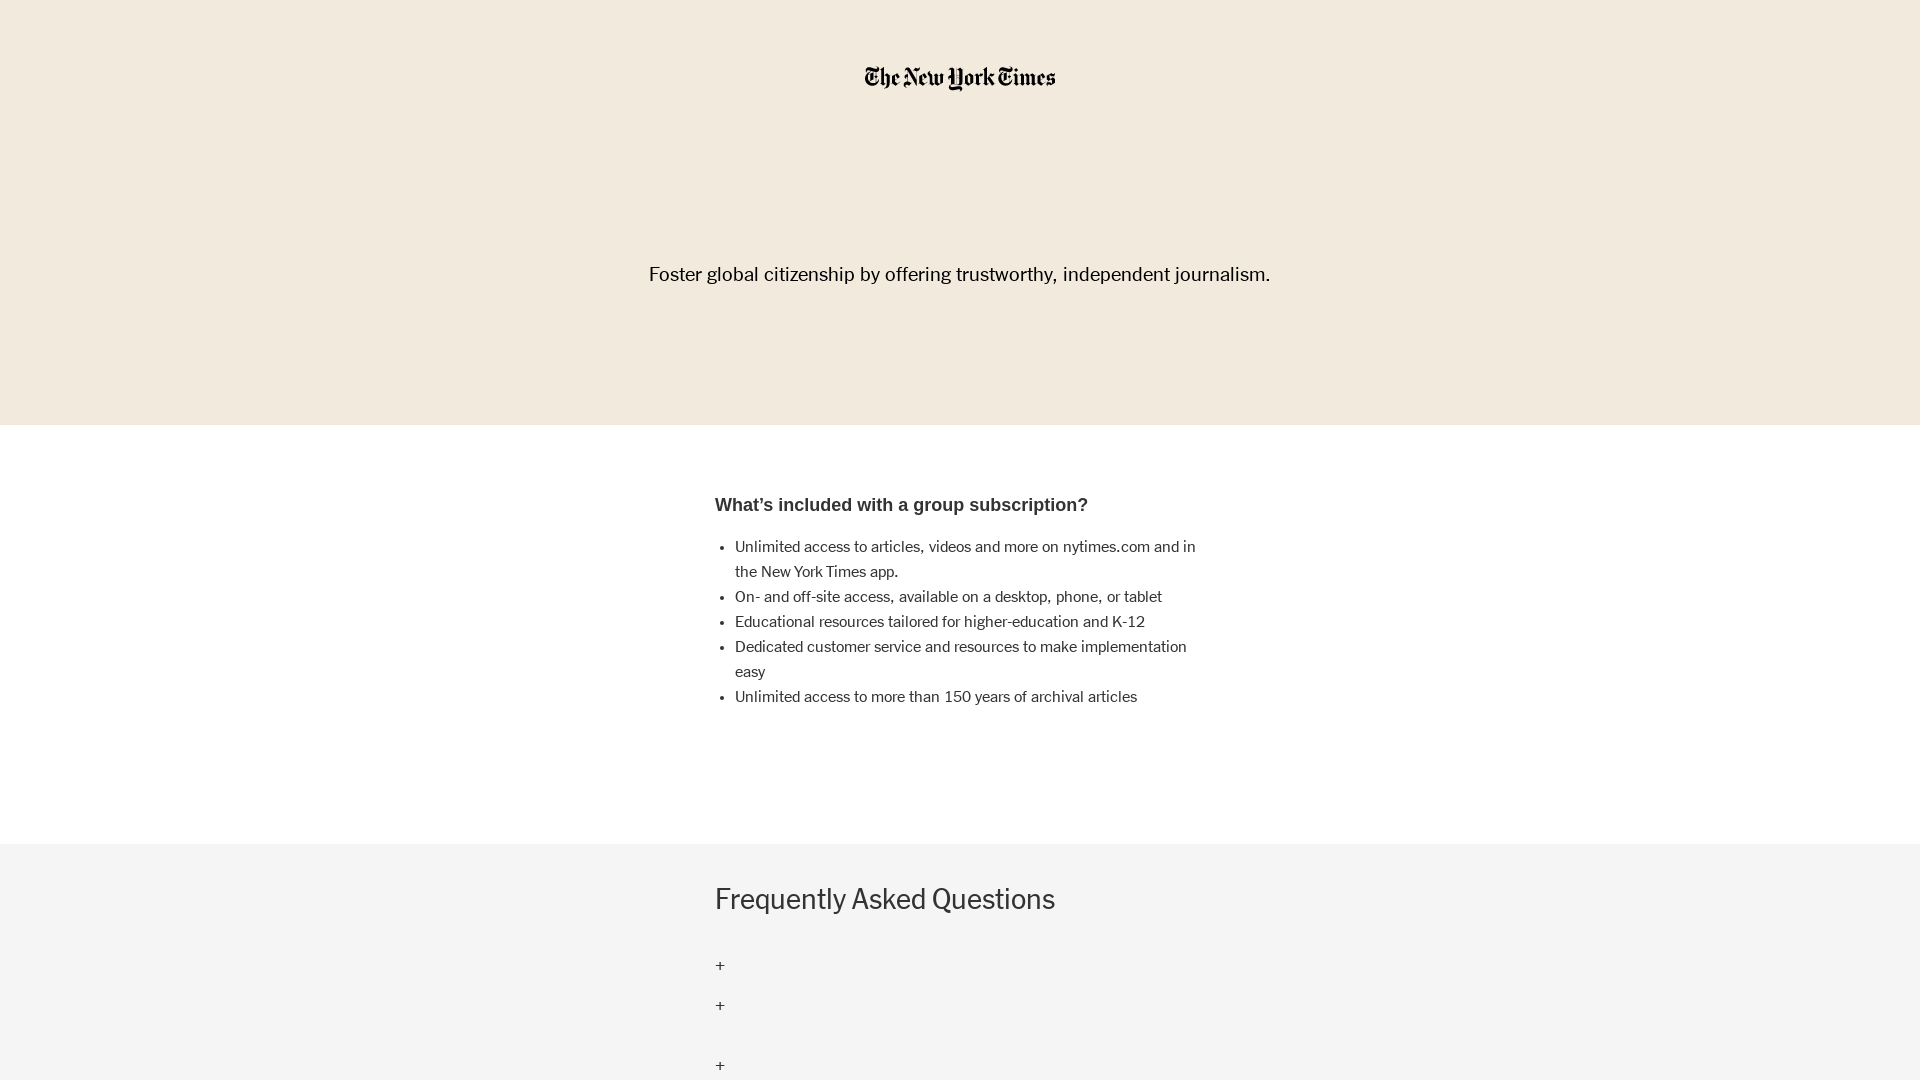 The New York Times
Foster global citizenship by offering trustworthy, independent journalism.
What’s included with a group subscription?
• Unlimited access to articles, videos and more on nytimes.com and in
the New York Times app.
• On- and off-site access, available on a desktop, phone, or tablet
• Educational resources tailored for higher-education and K-12
• Dedicated customer service and resources to make implementation
easy
• Unlimited access to more than 150 years of archival articles
Frequently Asked Questions
+
+
+